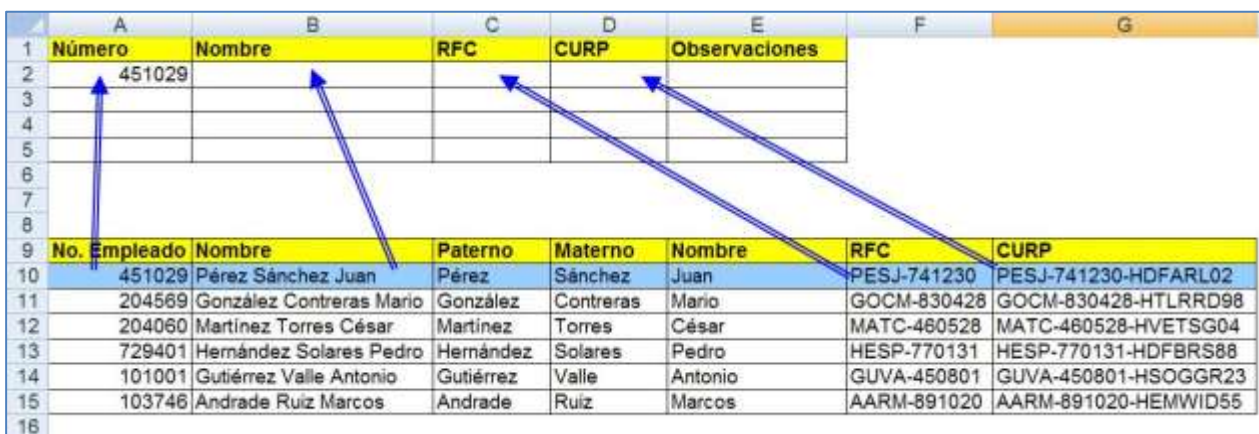 A B C D E F G
1 Número Nombre RFC CURP Observaciones
2 451029
3
4
5
6
7
8
9 No. Empleado Nombre Paterno Materno Nombre RFC CURP
10 451029 Pérez Sánchez Juan Pérez Sánchez Juan PESJ-741230 PESJ-741230-HDFARL02
11 204569 González Contreras Mario González Contreras Mario GOCM-830428 GOCM-830428-HTLRRD98
12 204060 Martínez Torres César Martínez Torres César MATC-460528 MATC-460528-HVETSG04
13 729401 Hernández Solares Pedro Hernández Solares Pedro HESP-770131 HESP-770131-HDFBRS88
14 101001 Gutiérrez Valle Antonio Gutiérrez Valle Antonio GUVA-450801 GUVA-450801-HSOGGR23
15 103746 Andrade Ruiz Marcos Andrade Ruiz Marcos AARM-891020 AARM-891020-HEMWID55
16